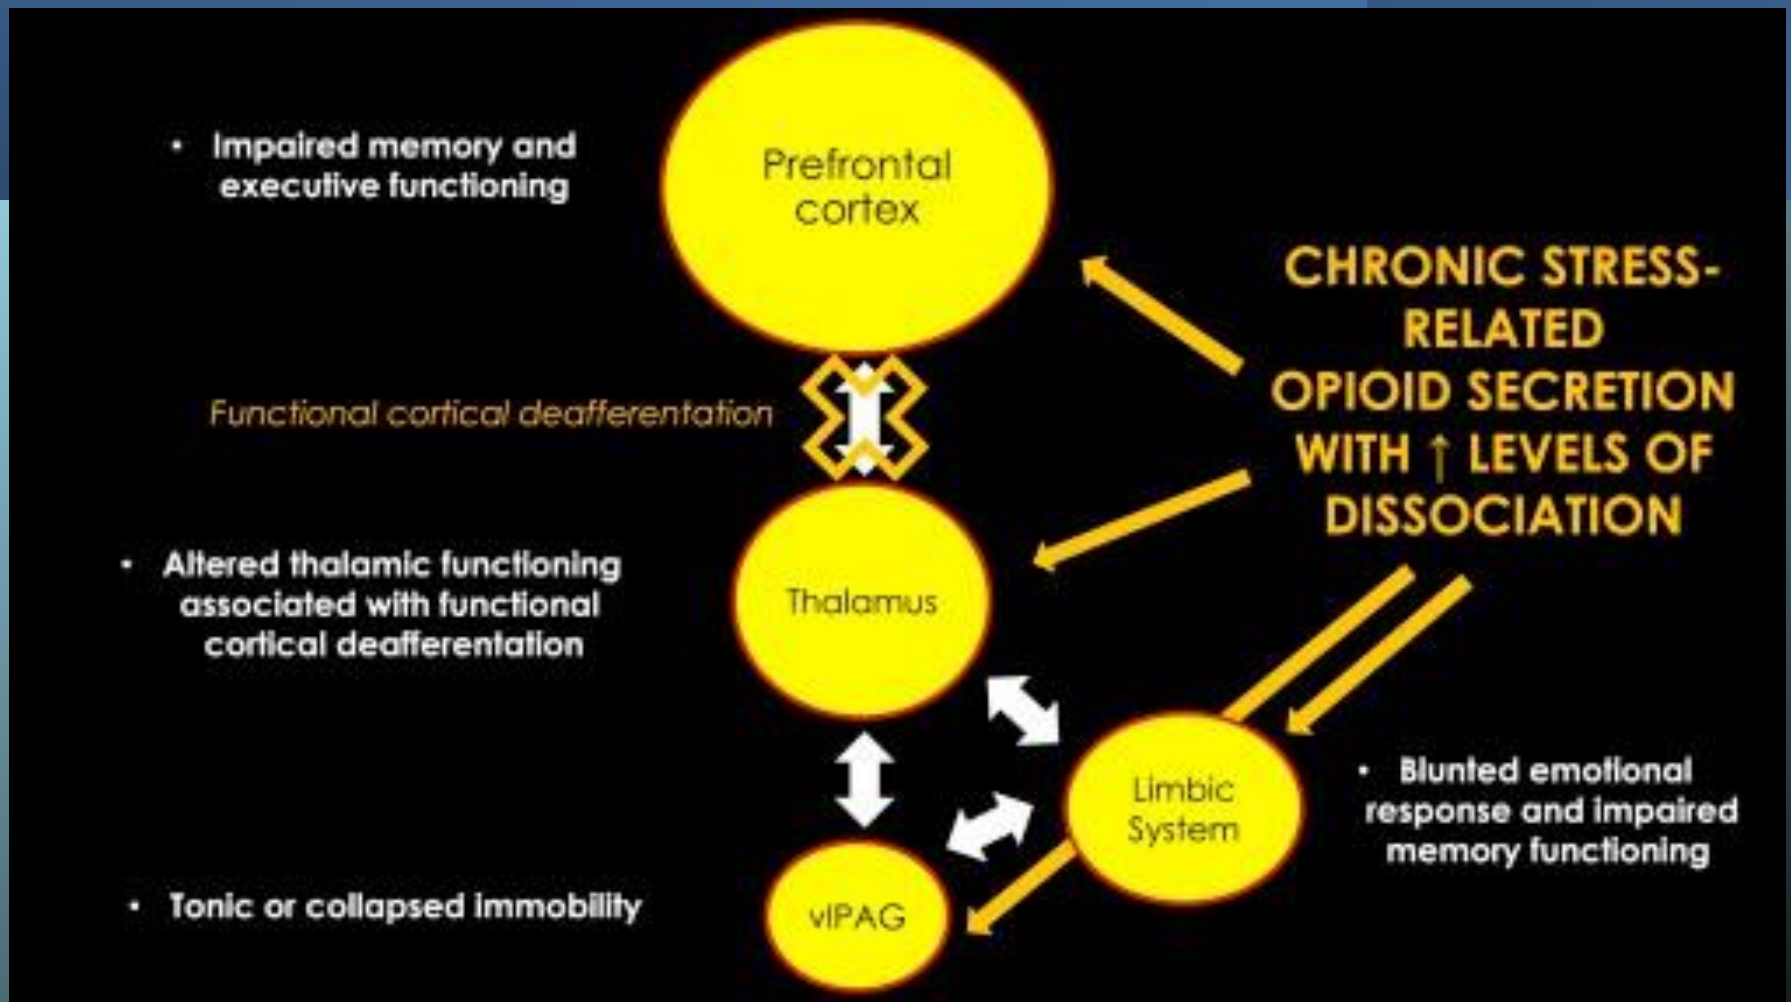 • Impaired memory and
executive functioning
Prefrontal
cortex
CHRONIC STRESS-
RELATED
OPIOID SECRETION
WITH ↑ LEVELS OF
DISSOCIATION
Functional cortical deafferentation
• Altered thalamic functioning
associated with functional
cortical deafferentation
Thalamus
Limbic
System
• Blunted emotional
response and impaired
memory functioning
• Tonic or collapsed immobility
vlPAG